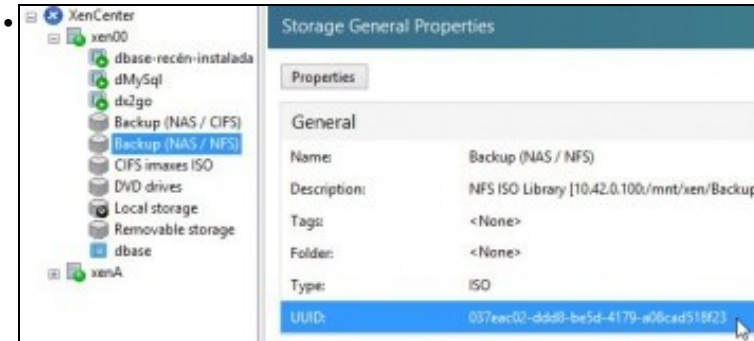 XenCenter
xen00
dbase-recén-instalada
dMySql
dx2go
Backup (NAS / CIFS)
Backup (NAS / NFS)
CIFS imaxes ISO
DVD drives
Local storage
Removable storage
dbase
xenA
Storage General Properties
Properties
General
Name: Backup (NAS / NFS)
Description: NFS ISO Library [10.42.0.100:/mnt/xen/Backup
Tags: <None>
Folder: <None>
Type: ISO
UUID: 037eac02-ddd8-be5d-4179-a08cad518f23